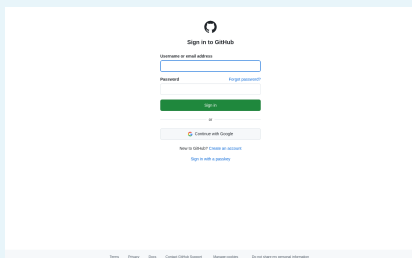 Sign in to GitHub
Username or email address
Password Forgot password?
Sign in
or
Continue with Google
New to GitHub? Create an account
Sign in with a passkey
Terms Privacy Docs Contact GitHub Support Manage cookies Do not share my personal information